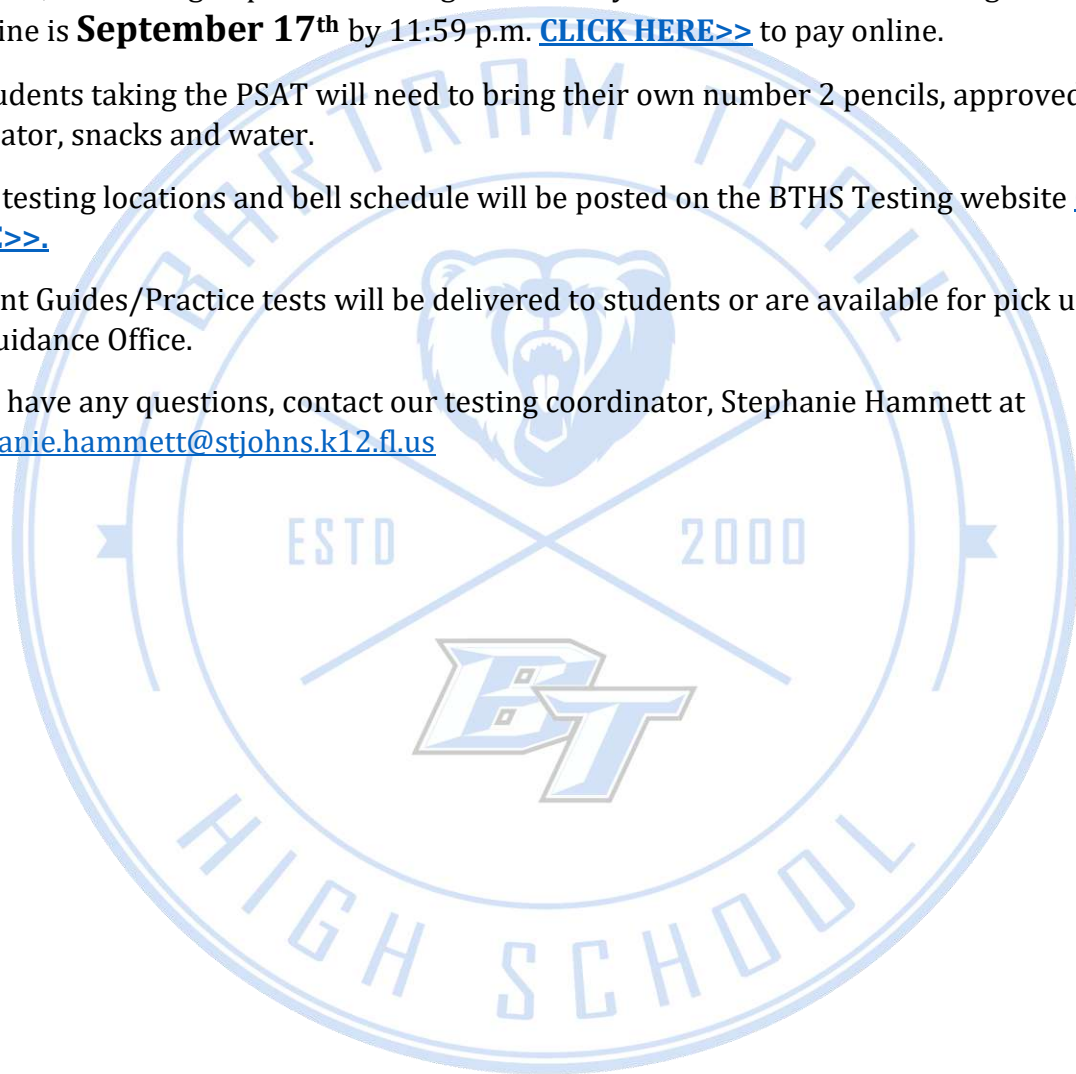 ine is September 17th by 11:59 p.m. CLICK HERE>> to pay online.
udents taking the PSAT will need to bring their own number 2 pencils, approved
ator, snacks and water.
testing locations and bell schedule will be posted on the BTHS Testing website
E>>.
nt Guides/Practice tests will be delivered to students or are available for pick u
uidance Office.
have any questions, contact our testing coordinator, Stephanie Hammett at
anie.hammett@stjohns.k12.fl.us
BARTRAM TRAIL
ESTD 2000
BT
HIGH SCHOOL